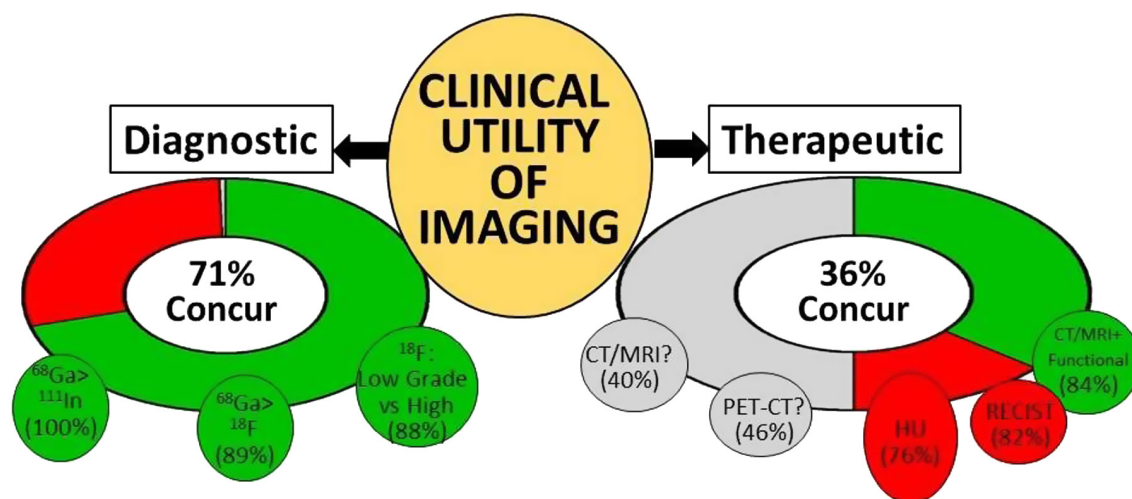 CLINICAL
UTILITY
OF
IMAGING
Diagnostic
71%
Concur
⁶⁸Ga>
¹¹¹In
(100%)
⁶⁸Ga>
¹⁸F
(89%)
¹⁸F:
Low Grade
vs High
(88%)
Therapeutic
36%
Concur
CT/MRI?
(40%)
PET-CT?
(46%)
HU
(76%)
RECIST
(82%)
CT/MRI+
Functional
(84%)